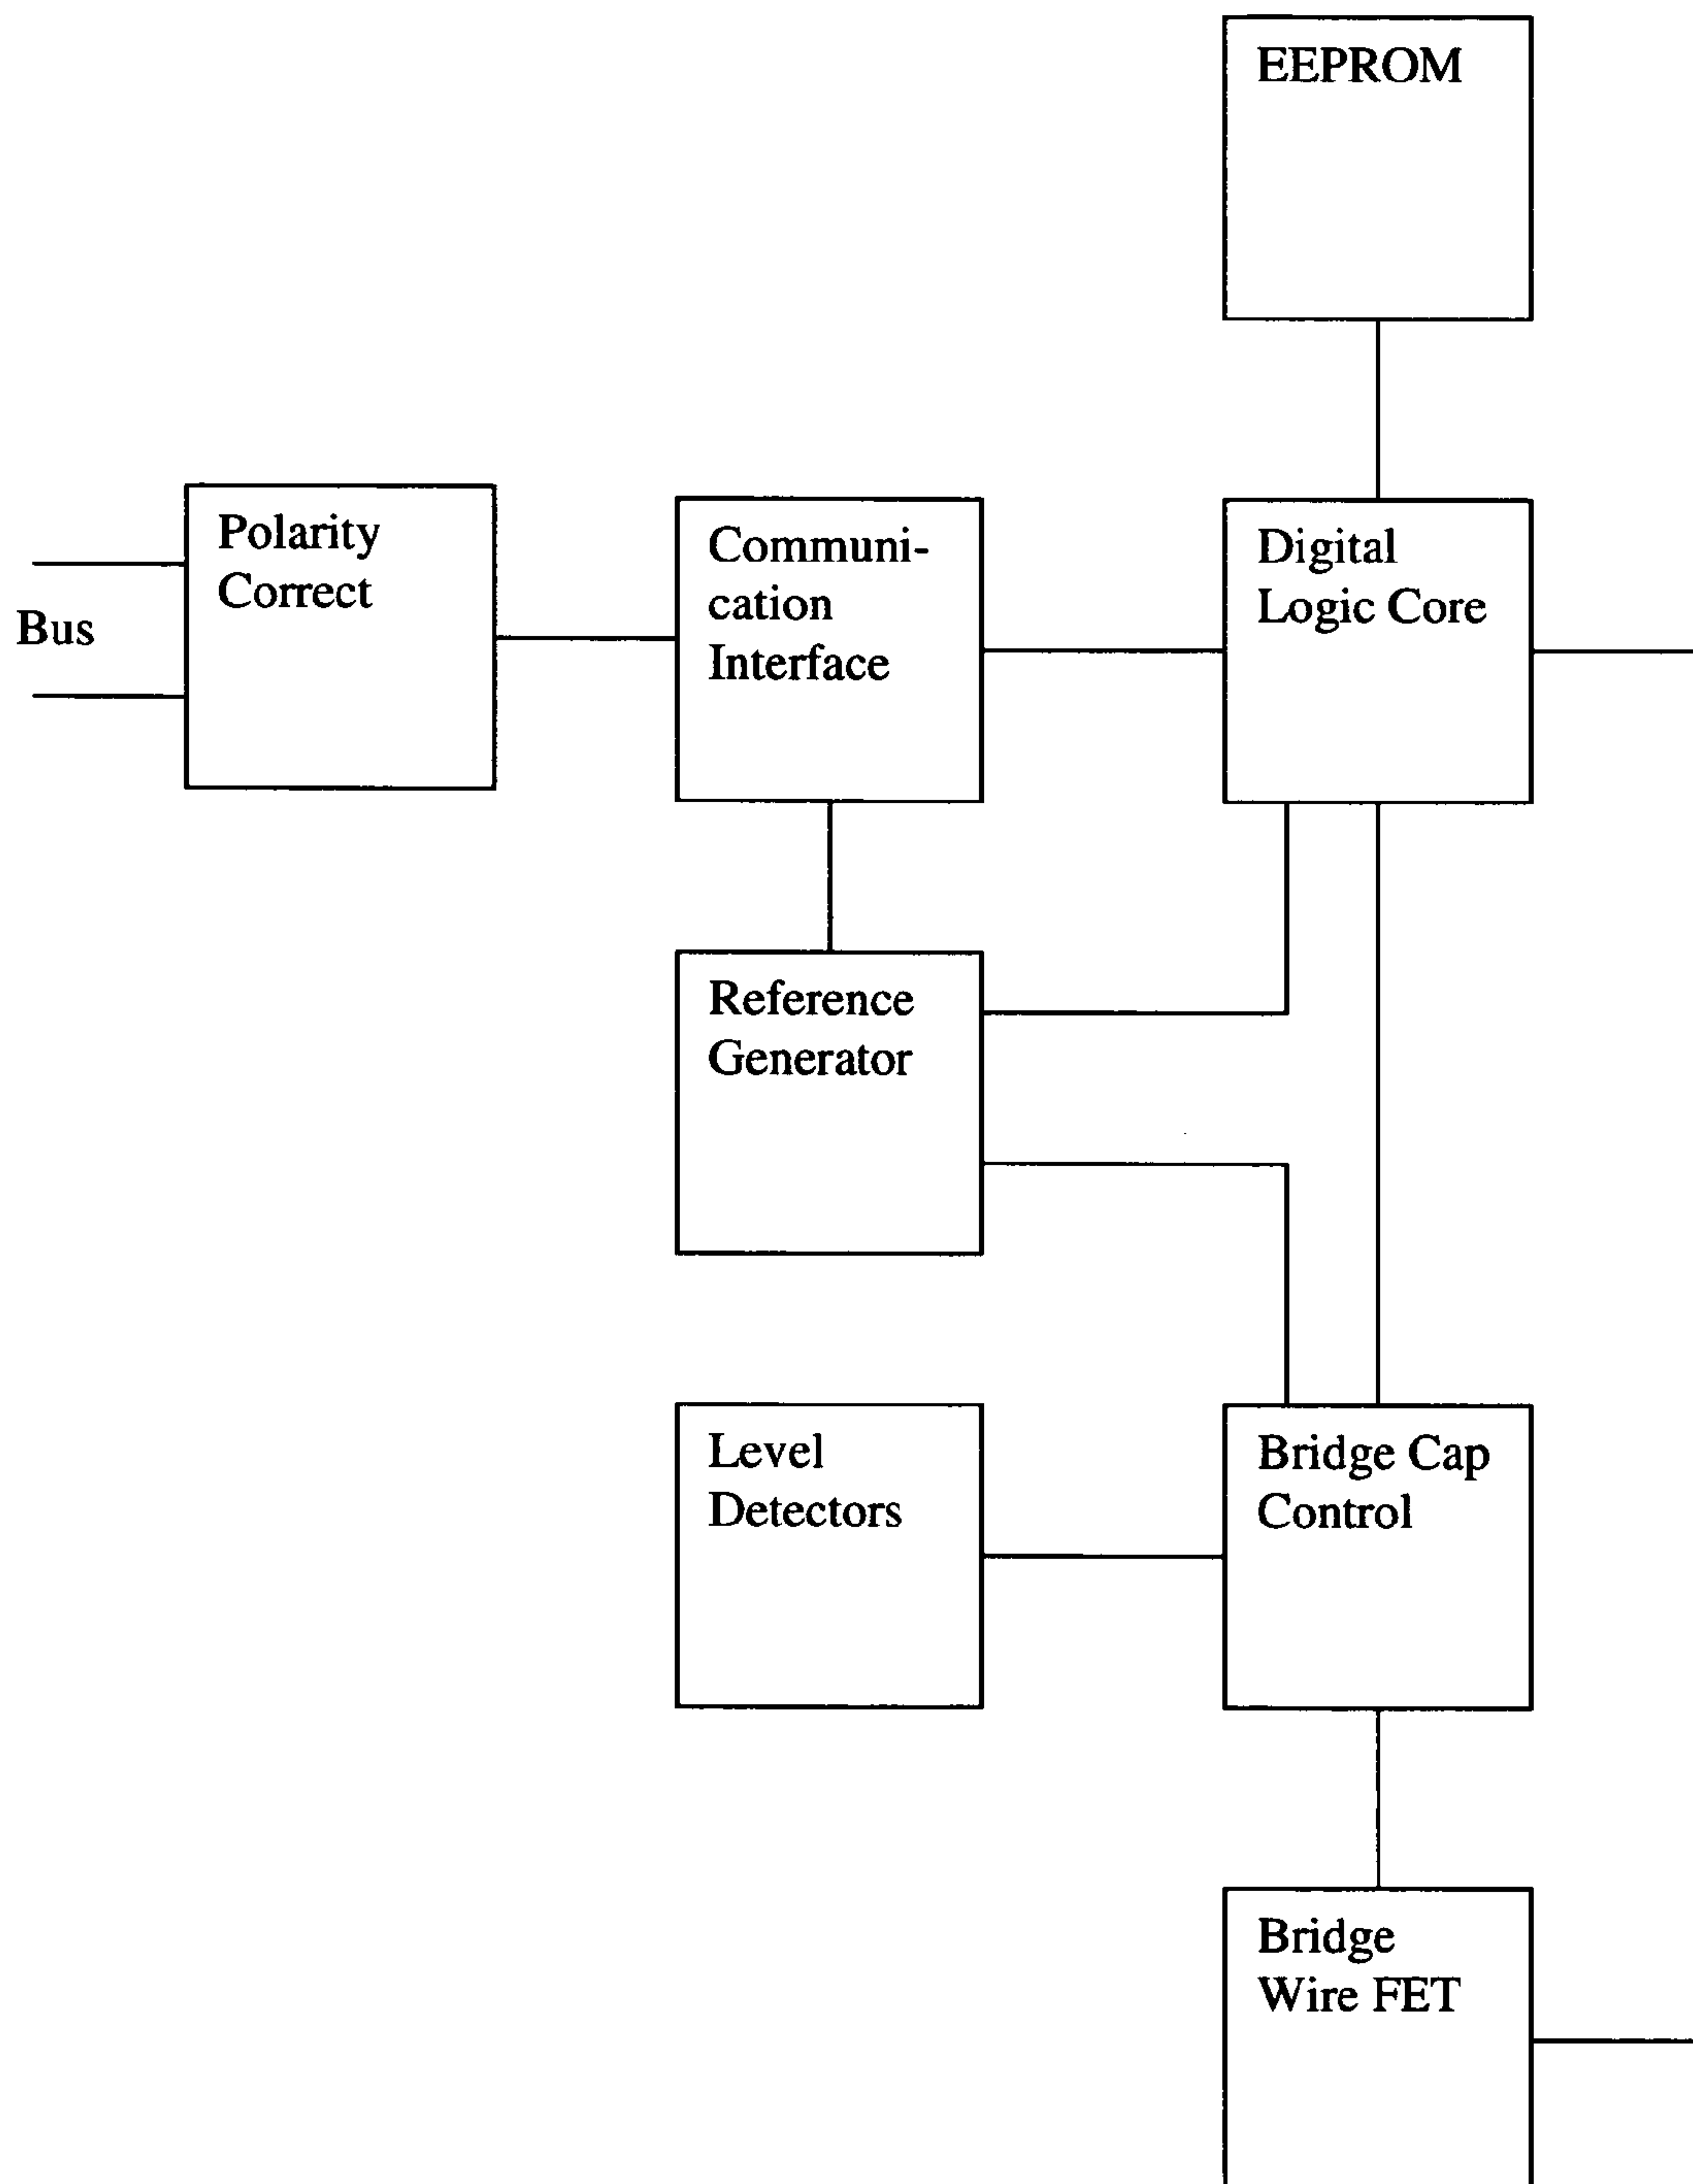 EEPROM
Polarity
Correct
Bus
Communi-
cation
Interface
Digital
Logic Core
Reference
Generator
Level
Detectors
Bridge Cap
Control
Bridge
Wire FET